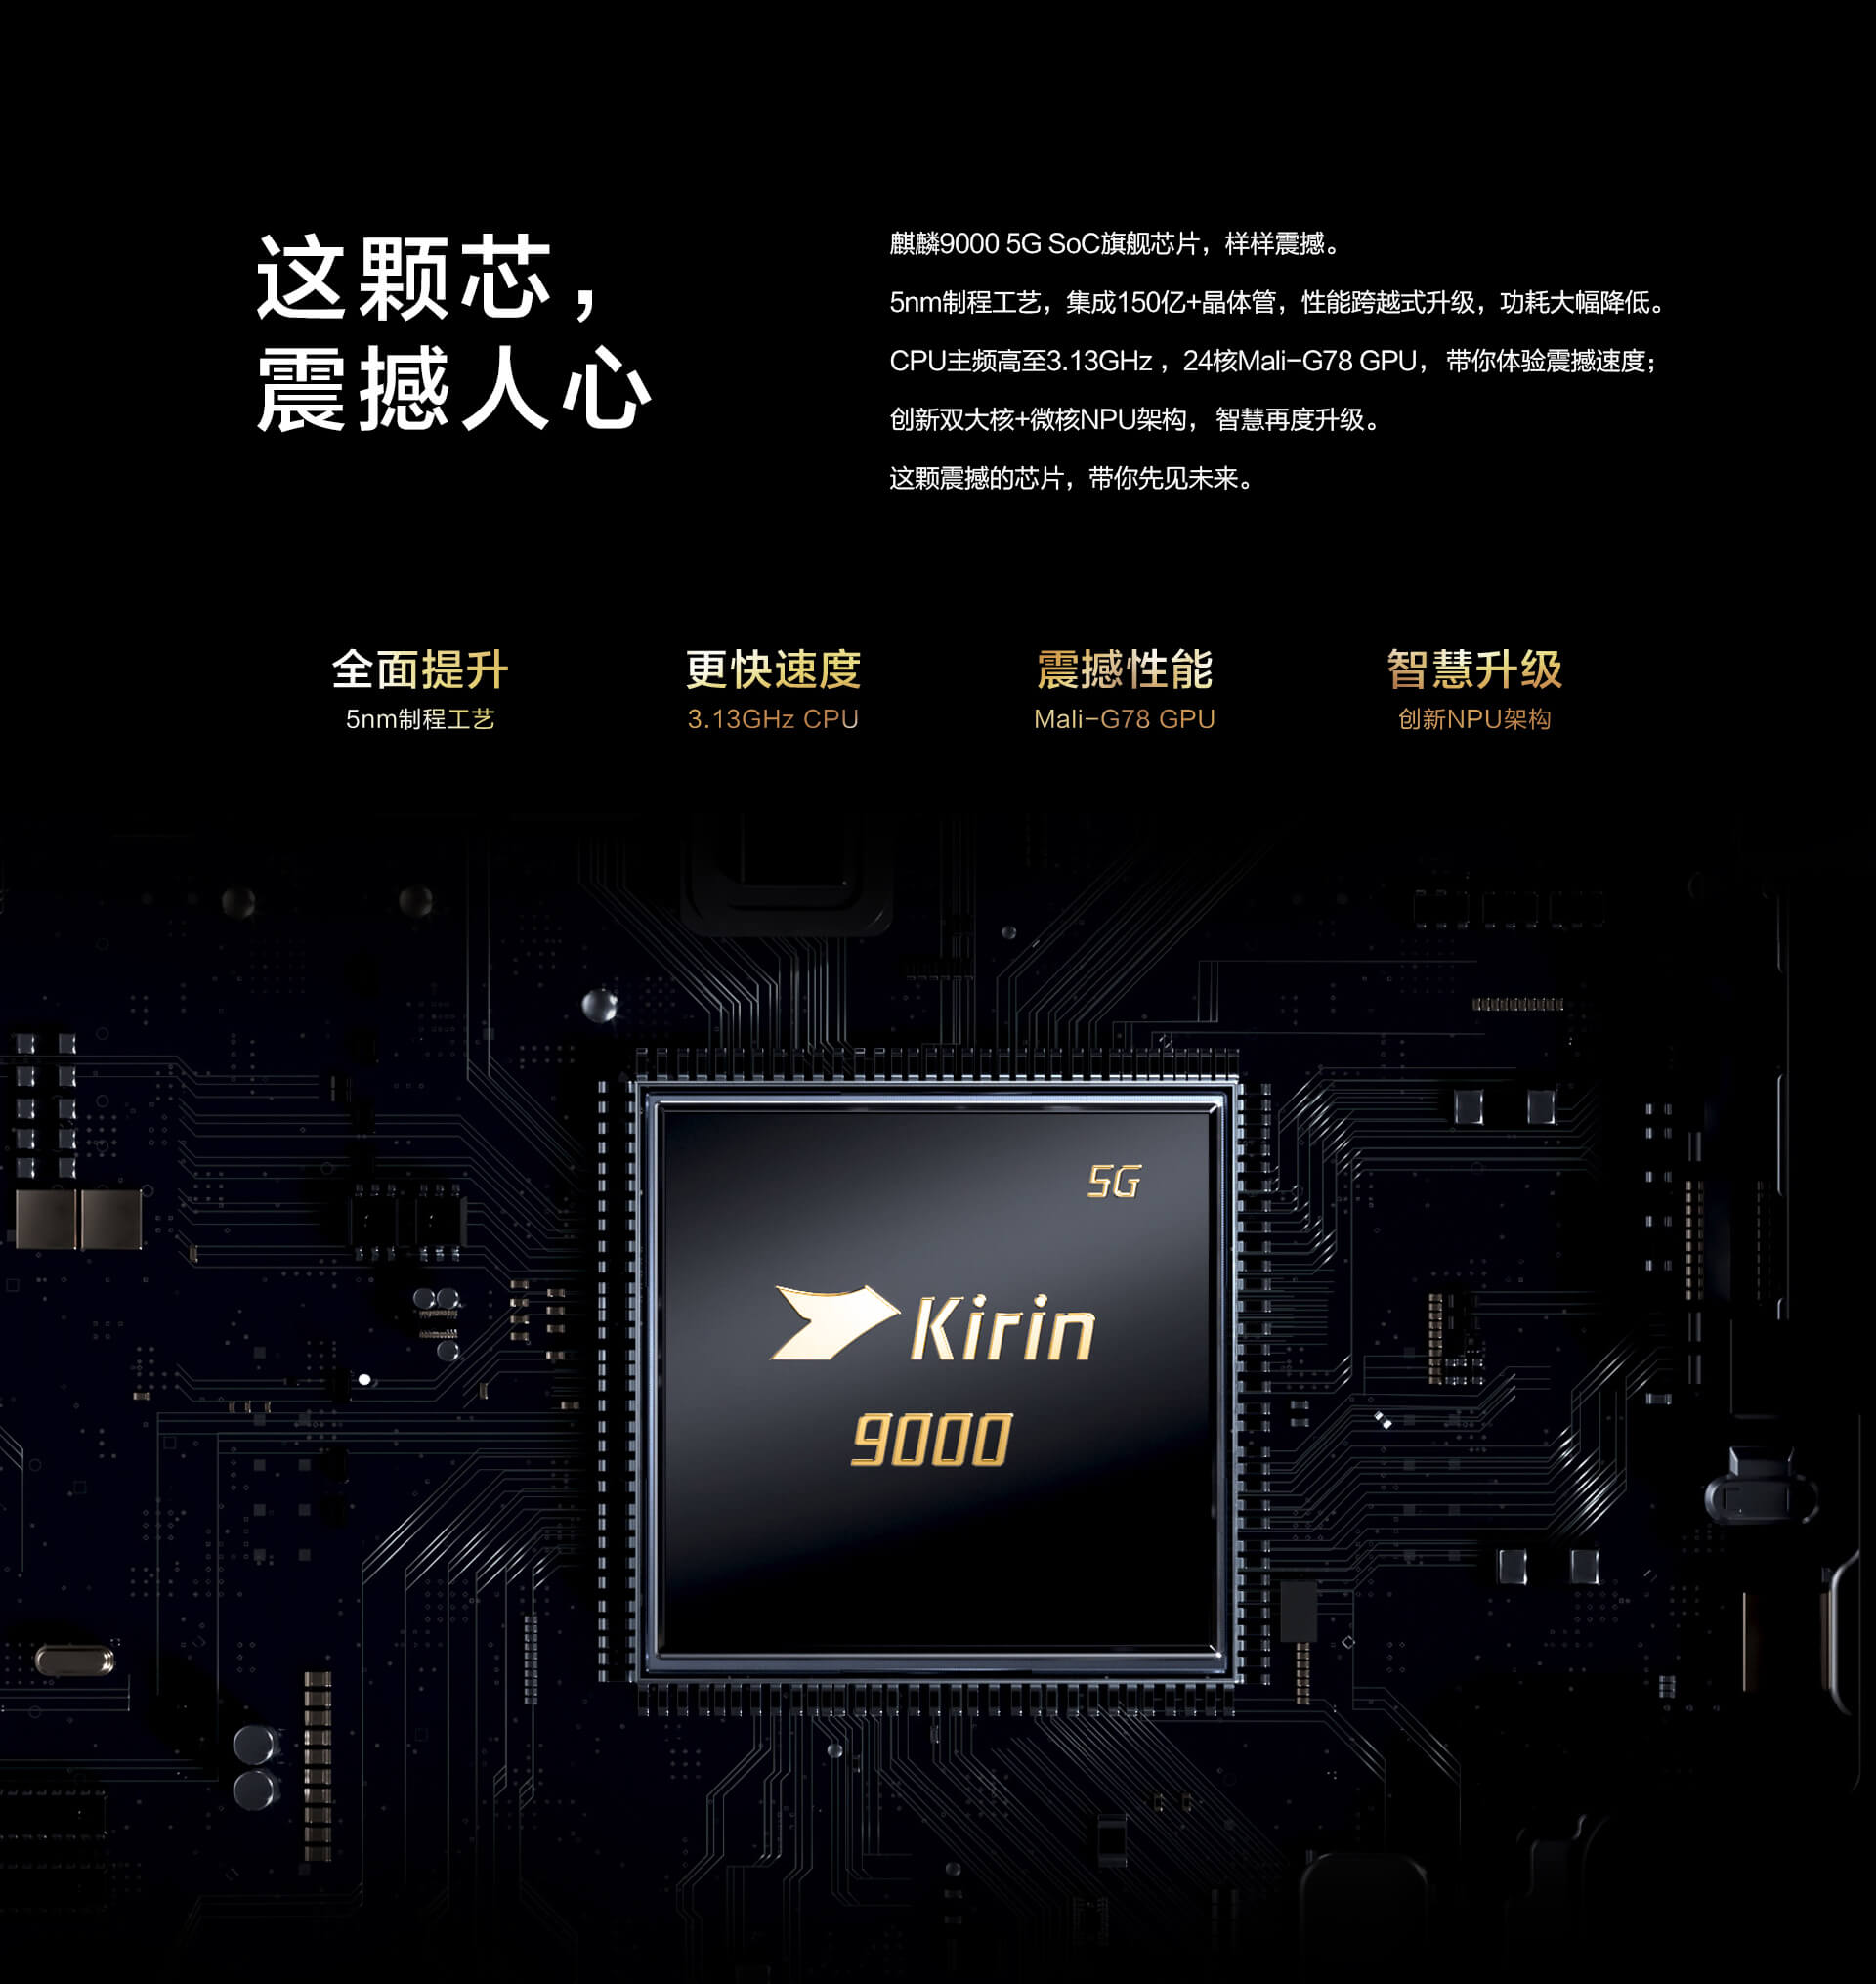 这颗芯，
震撼人心
麒麟9000 5G SoC旗舰芯片，样样震撼。
5nm制程工艺，集成150亿+晶体管，性能跨越式升级，功耗大幅降低。
CPU主频高至3.13GHz ，24核Mali-G78 GPU， 带你体验震撼速度；
创新双大核+微核NPU架构， 智慧再度升级。
这颗震撼的芯片，带你先见未来。
全面提升
5nm制程工艺
更快速度
3.13GHz CPU
震撼性能
Mali-G78 GPU
智慧升级
创新NPU架构
5G
Kirin
9000